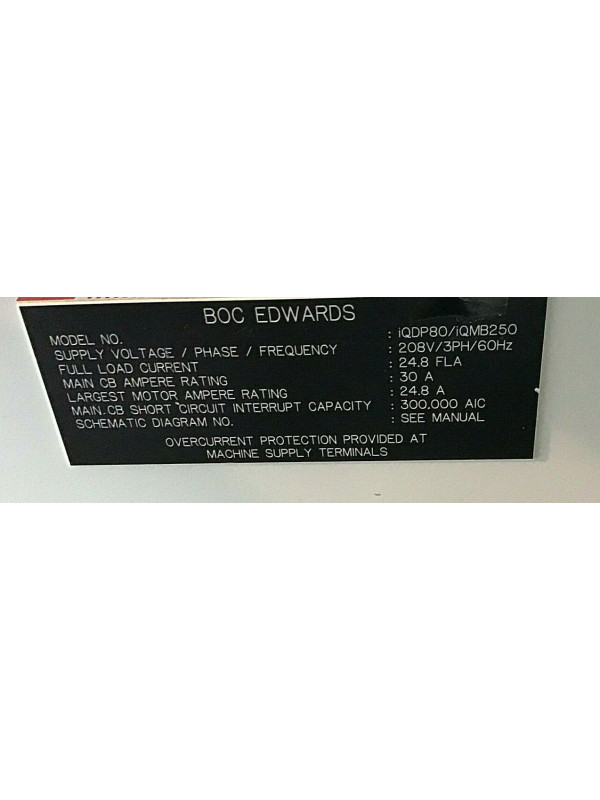 BOC EDWARDS
MODEL NO. : iQDP80/iQMB250
SUPPLY VOLTAGE / PHASE / FREQUENCY : 208V/3PH/60Hz
FULL LOAD CURRENT : 24.8 FLA
MAIN CB AMPERE RATING : 30 A
LARGEST MOTOR AMPERE RATING : 24.8 A
MAIN CB SHORT CIRCUIT INTERRUPT CAPACITY : 300,000 AIC
SCHEMATIC DIAGRAM NO. : SEE MANUAL
OVERCURRENT PROTECTION PROVIDED AT
MACHINE SUPPLY TERMINALS